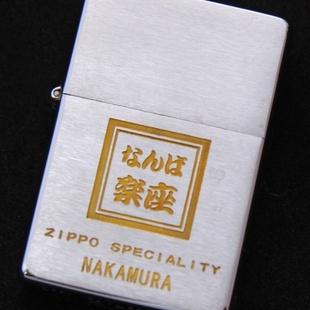 なんば
楽座
ZIPPO SPECIALITY
NAKAMURA